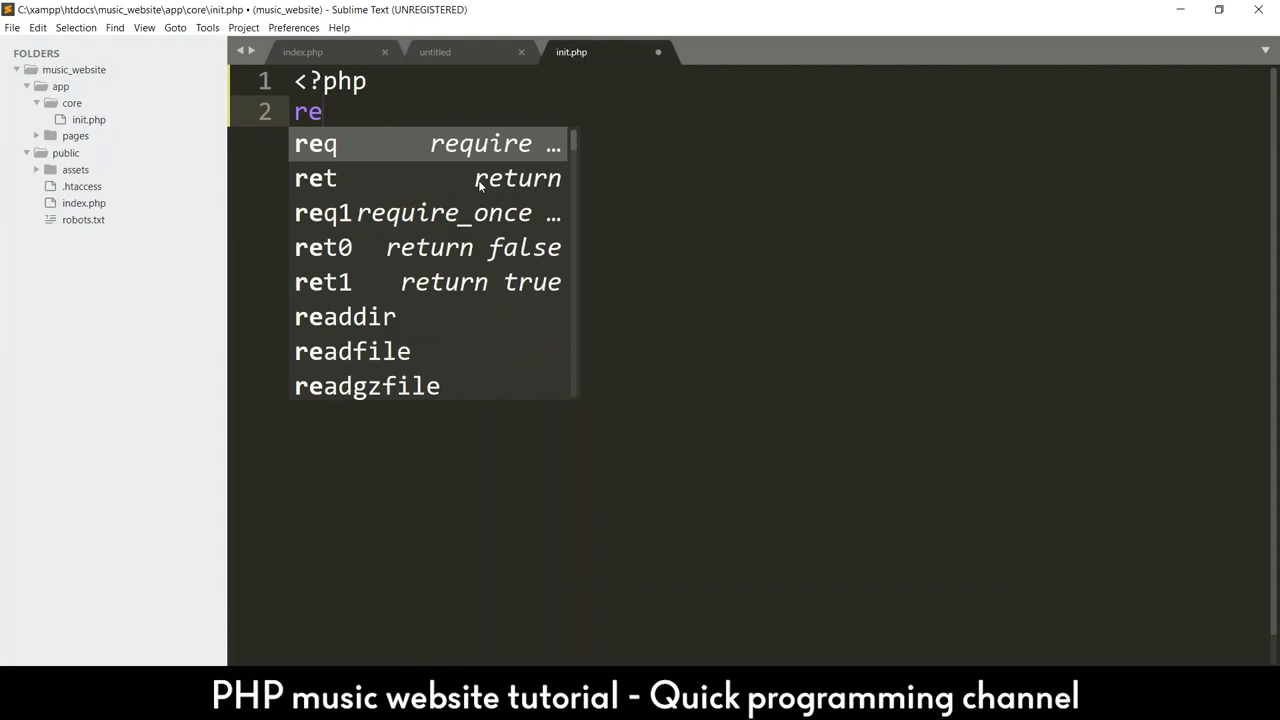 C:\xampp\htdocs\music_website\app\core\init.php • (music_website) - Sublime Text (UNREGISTERED)
File Edit Selection Find View Goto Tools Project Preferences Help
FOLDERS
music_website
app
core
init.php
pages
public
assets
.htaccess
index.php
robots.txt
index.php untitled init.php
1 <?php
2 re
req require …
ret return
req1 require_once …
ret0 return false
ret1 return true
readdir
readfile
readgzfile
PHP music website tutorial - Quick programming channel